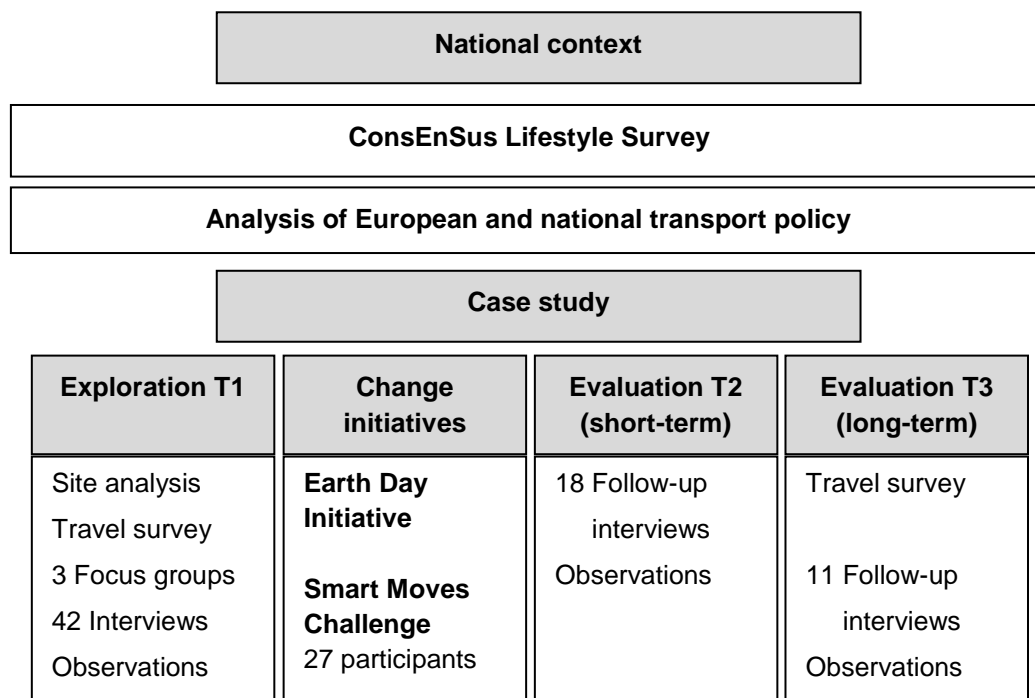 National context
ConsEnSus Lifestyle Survey
Analysis of European and national transport policy
Case study
Exploration T1
Site analysis
Travel survey
3 Focus groups
42 Interviews
Observations
Change
initiatives
Earth Day
Initiative
Smart Moves
Challenge
27 participants
Evaluation T2
(short-term)
18 Follow-up
interviews
Observations
Evaluation T3
(long-term)
Travel survey
11 Follow-up
interviews
Observations